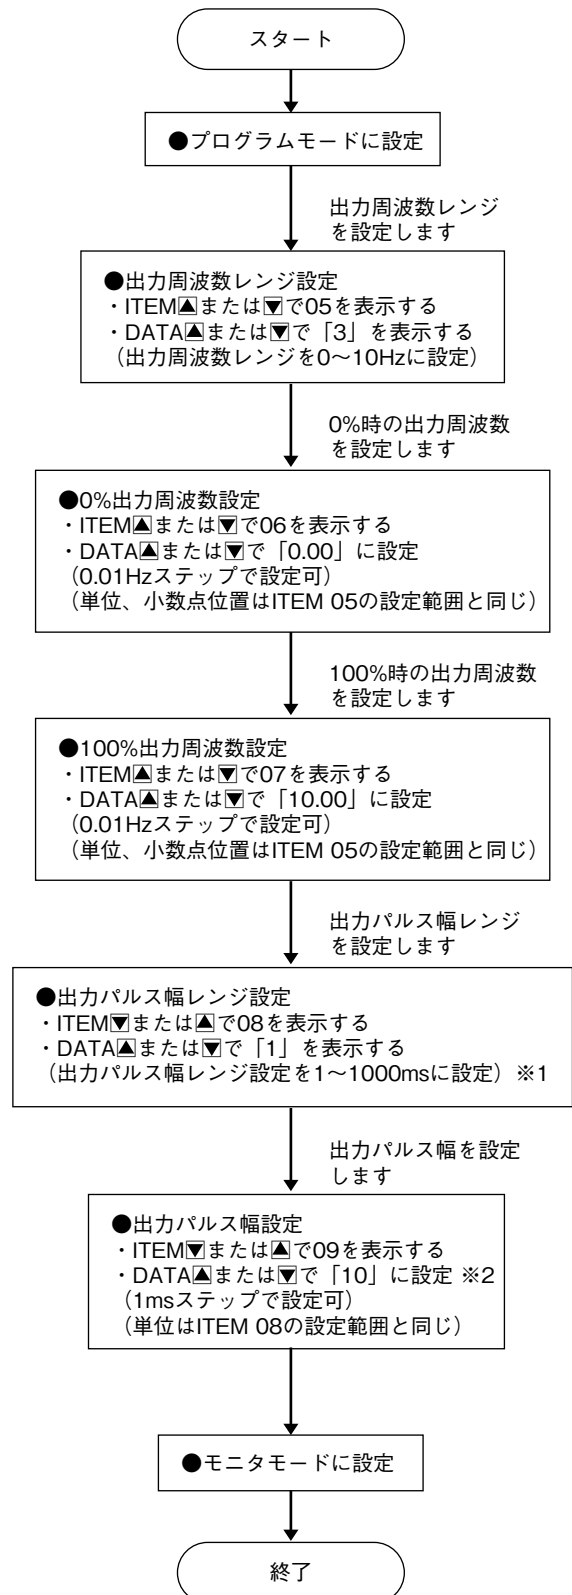 スタート
●プログラムモードに設定
出力周波数レンジ
を設定します
●出力周波数レンジ設定
・ITEM▲または▼で05を表示する
・DATA▲または▼で「3」を表示する
（出力周波数レンジを0～10Hzに設定）
0%時の出力周波数
を設定します
●0%出力周波数設定
・ITEM▲または▼で06を表示する
・DATA▲または▼で「0.00」に設定
（0.01Hzステップで設定可）
（単位、小数点位置はITEM 05の設定範囲と同じ）
100%時の出力周波数
を設定します
●100%出力周波数設定
・ITEM▲または▼で07を表示する
・DATA▲または▼で「10.00」に設定
（0.01Hzステップで設定可）
（単位、小数点位置はITEM 05の設定範囲と同じ）
出力パルス幅レンジ
を設定します
●出力パルス幅レンジ設定
・ITEM▼または▲で08を表示する
・DATA▲または▼で「1」を表示する
（出力パルス幅レンジ設定を1～1000msに設定）※1
出力パルス幅を設定
します
●出力パルス幅設定
・ITEM▼または▲で09を表示する
・DATA▲または▼で「10」に設定 ※2
（1msステップで設定可）
（単位はITEM 08の設定範囲と同じ）
●モニタモードに設定
終了